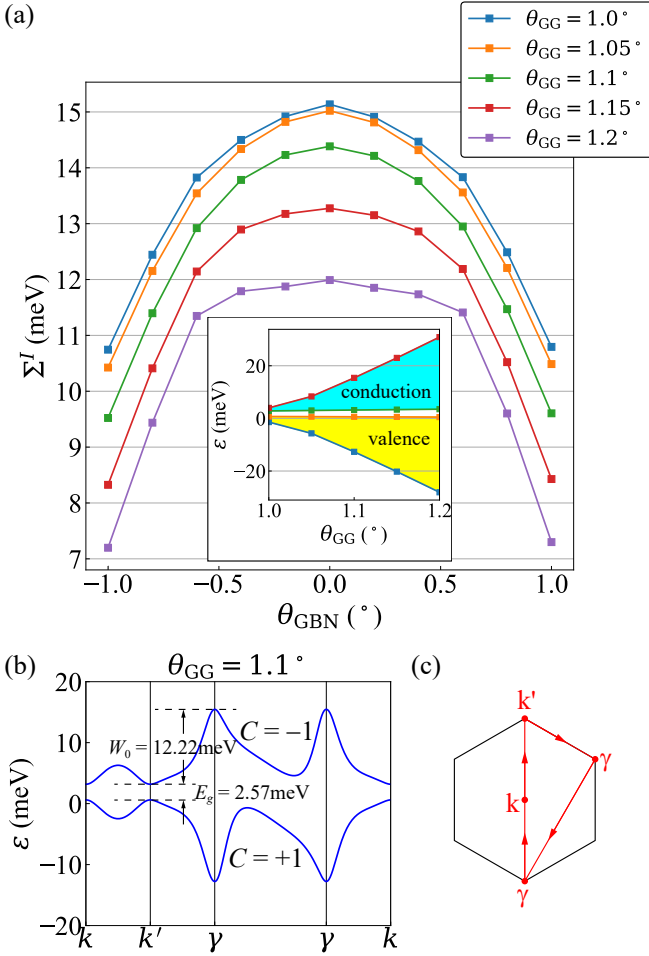 (a)
θGG = 1.0°
θGG = 1.05°
θGG = 1.1°
θGG = 1.15°
θGG = 1.2°
15
14
13
12
11
10
9
8
7
Σ^I (meV)
−1.0 −0.5 0.0 0.5 1.0
θGBN (°)
20
0
−20
ε (meV)
conduction
valence
1.0 1.1 1.2
θGG (°)
(b)
θGG = 1.1°
20
10
0
−10
−20
ε (meV)
W0 = 12.22meV
C = −1
Eg = 2.57meV
C = +1
k k' γ γ k
(c)
k'
γ
k
γ